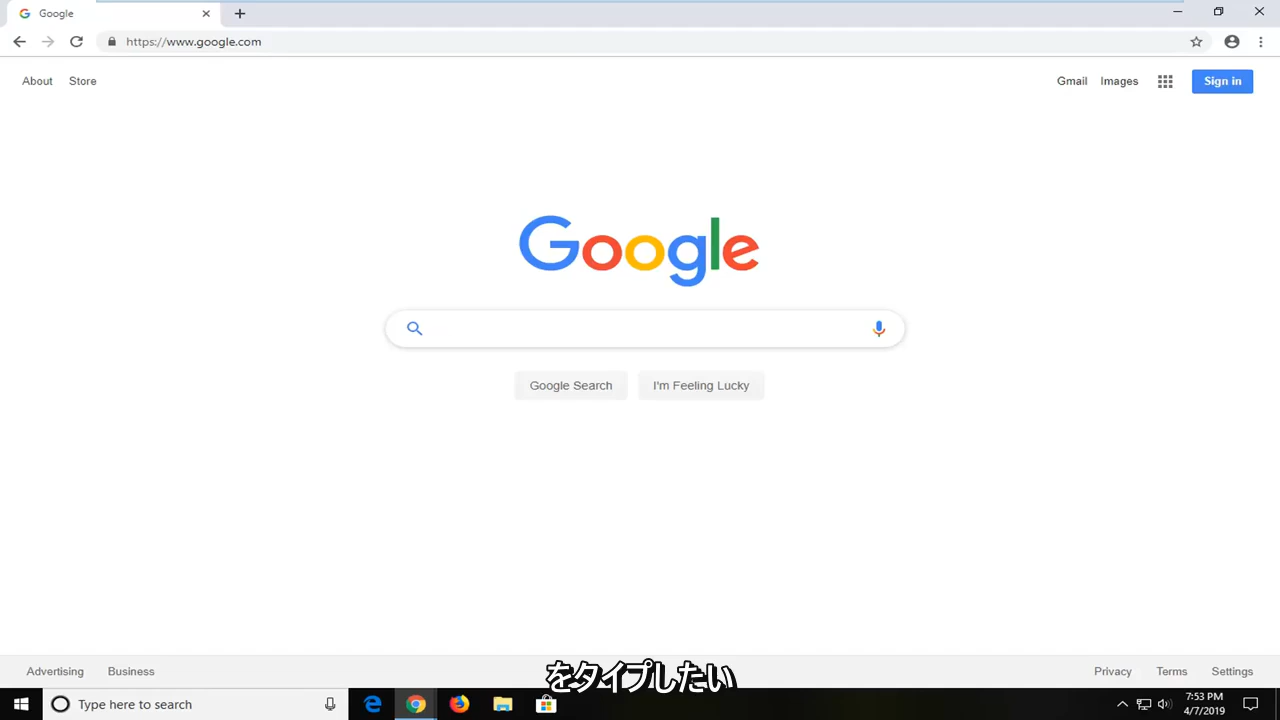 Google
https://www.google.com
About Store Gmail Images Sign in
Google
Google Search I'm Feeling Lucky
Advertising Business Privacy Terms Settings
をタイプしたい
Type here to search
7:53 PM
4/7/2019